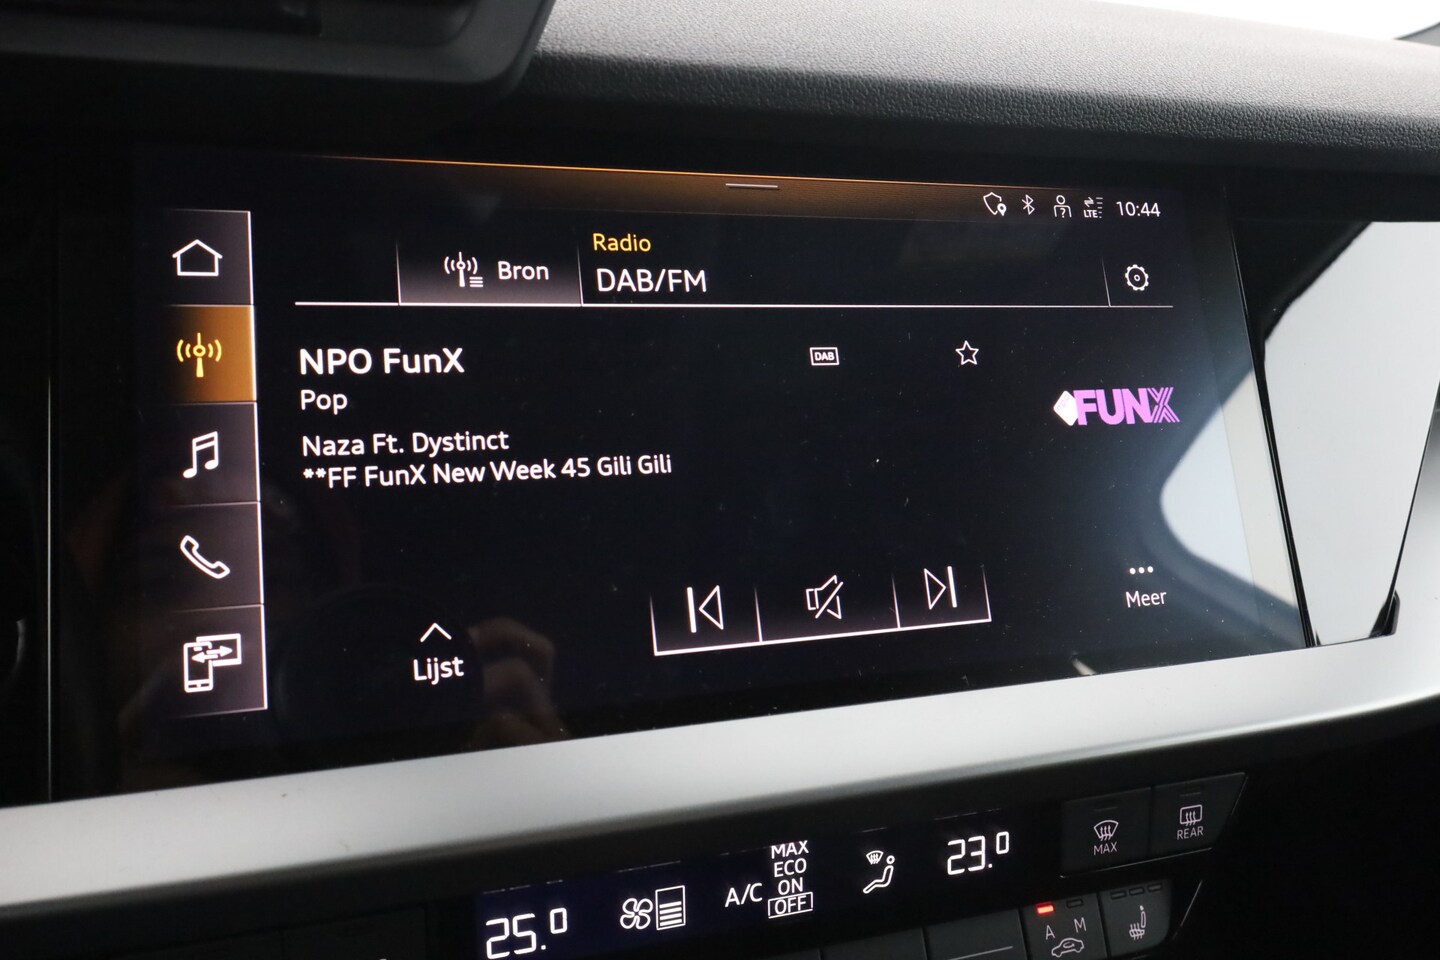 LTE
10:44
Radio
Bron
DAB/FM
NPO FunX
DAB
Pop
FUNX
Naza Ft. Dystinct
**FF FunX New Week 45 Gili Gili
Meer
Lijst
25.0
A/C
MAX
ECO
ON
OFF
23.0
MAX
REAR
A M